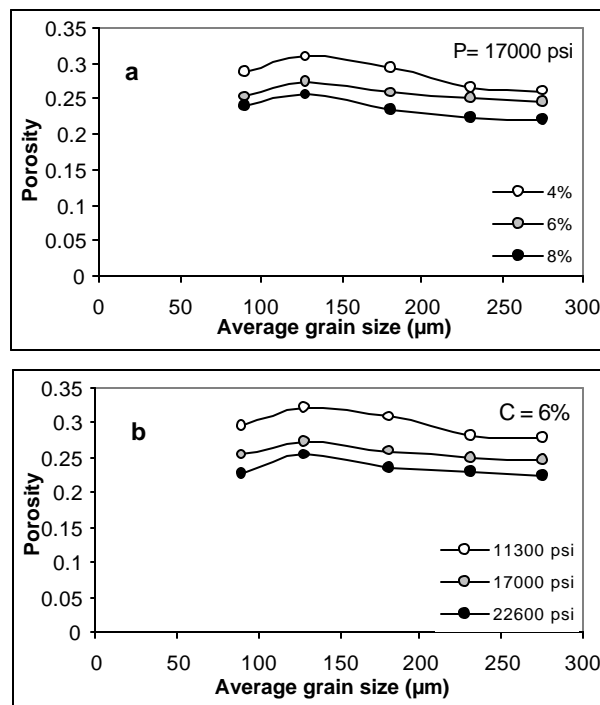 0.35
0.3
0.25
0.2
0.15
0.1
0.05
0
Porosity
a
P= 17000 psi
4%
6%
8%
0 50 100 150 200 250 300
Average grain size (µm)
0.35
0.3
0.25
0.2
0.15
0.1
0.05
0
Porosity
b
C = 6%
11300 psi
17000 psi
22600 psi
0 50 100 150 200 250 300
Average grain size (µm)